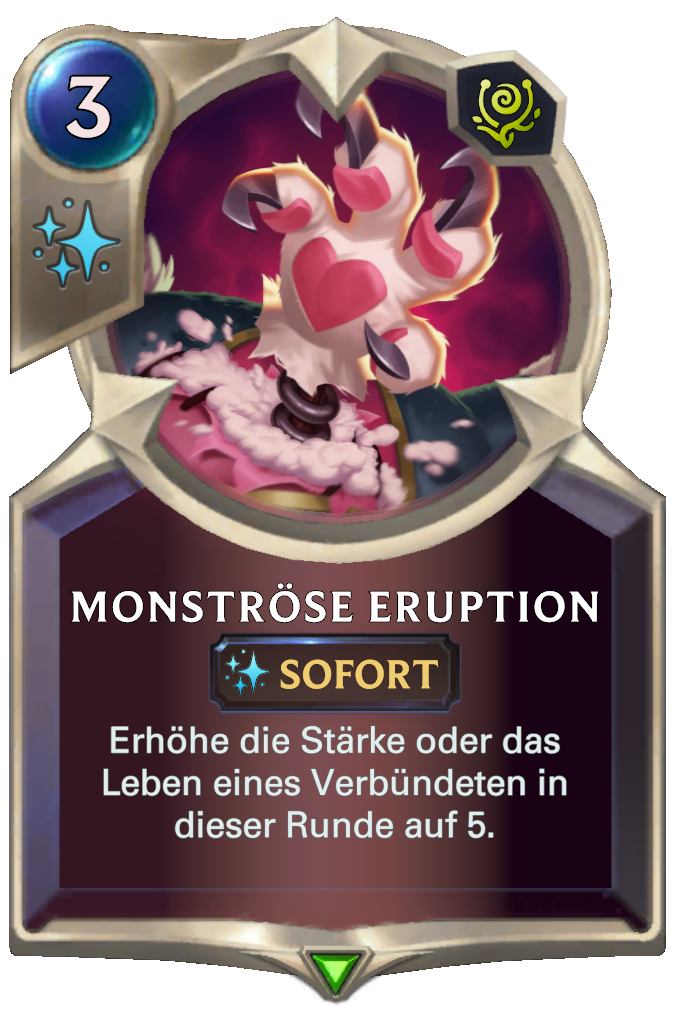 3
MONSTRÖSE ERUPTION
SOFORT
Erhöhe die Stärke oder das
Leben eines Verbündeten in
dieser Runde auf 5.